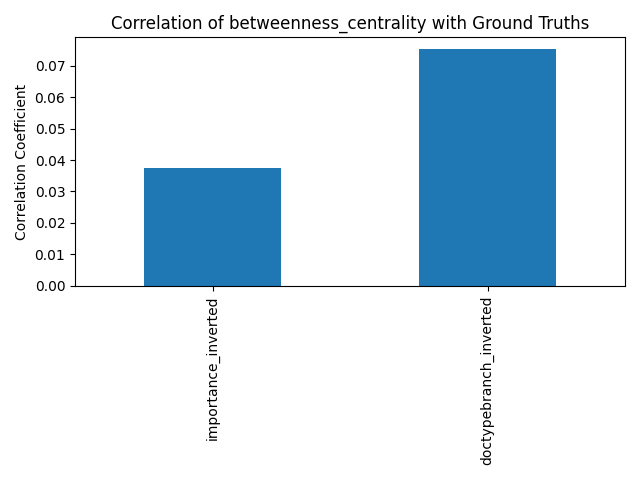 Correlation of betweenness_centrality with Ground Truths
Correlation Coefficient
0.07
0.06
0.05
0.04
0.03
0.02
0.01
0.00
importance_inverted
doctypebranch_inverted